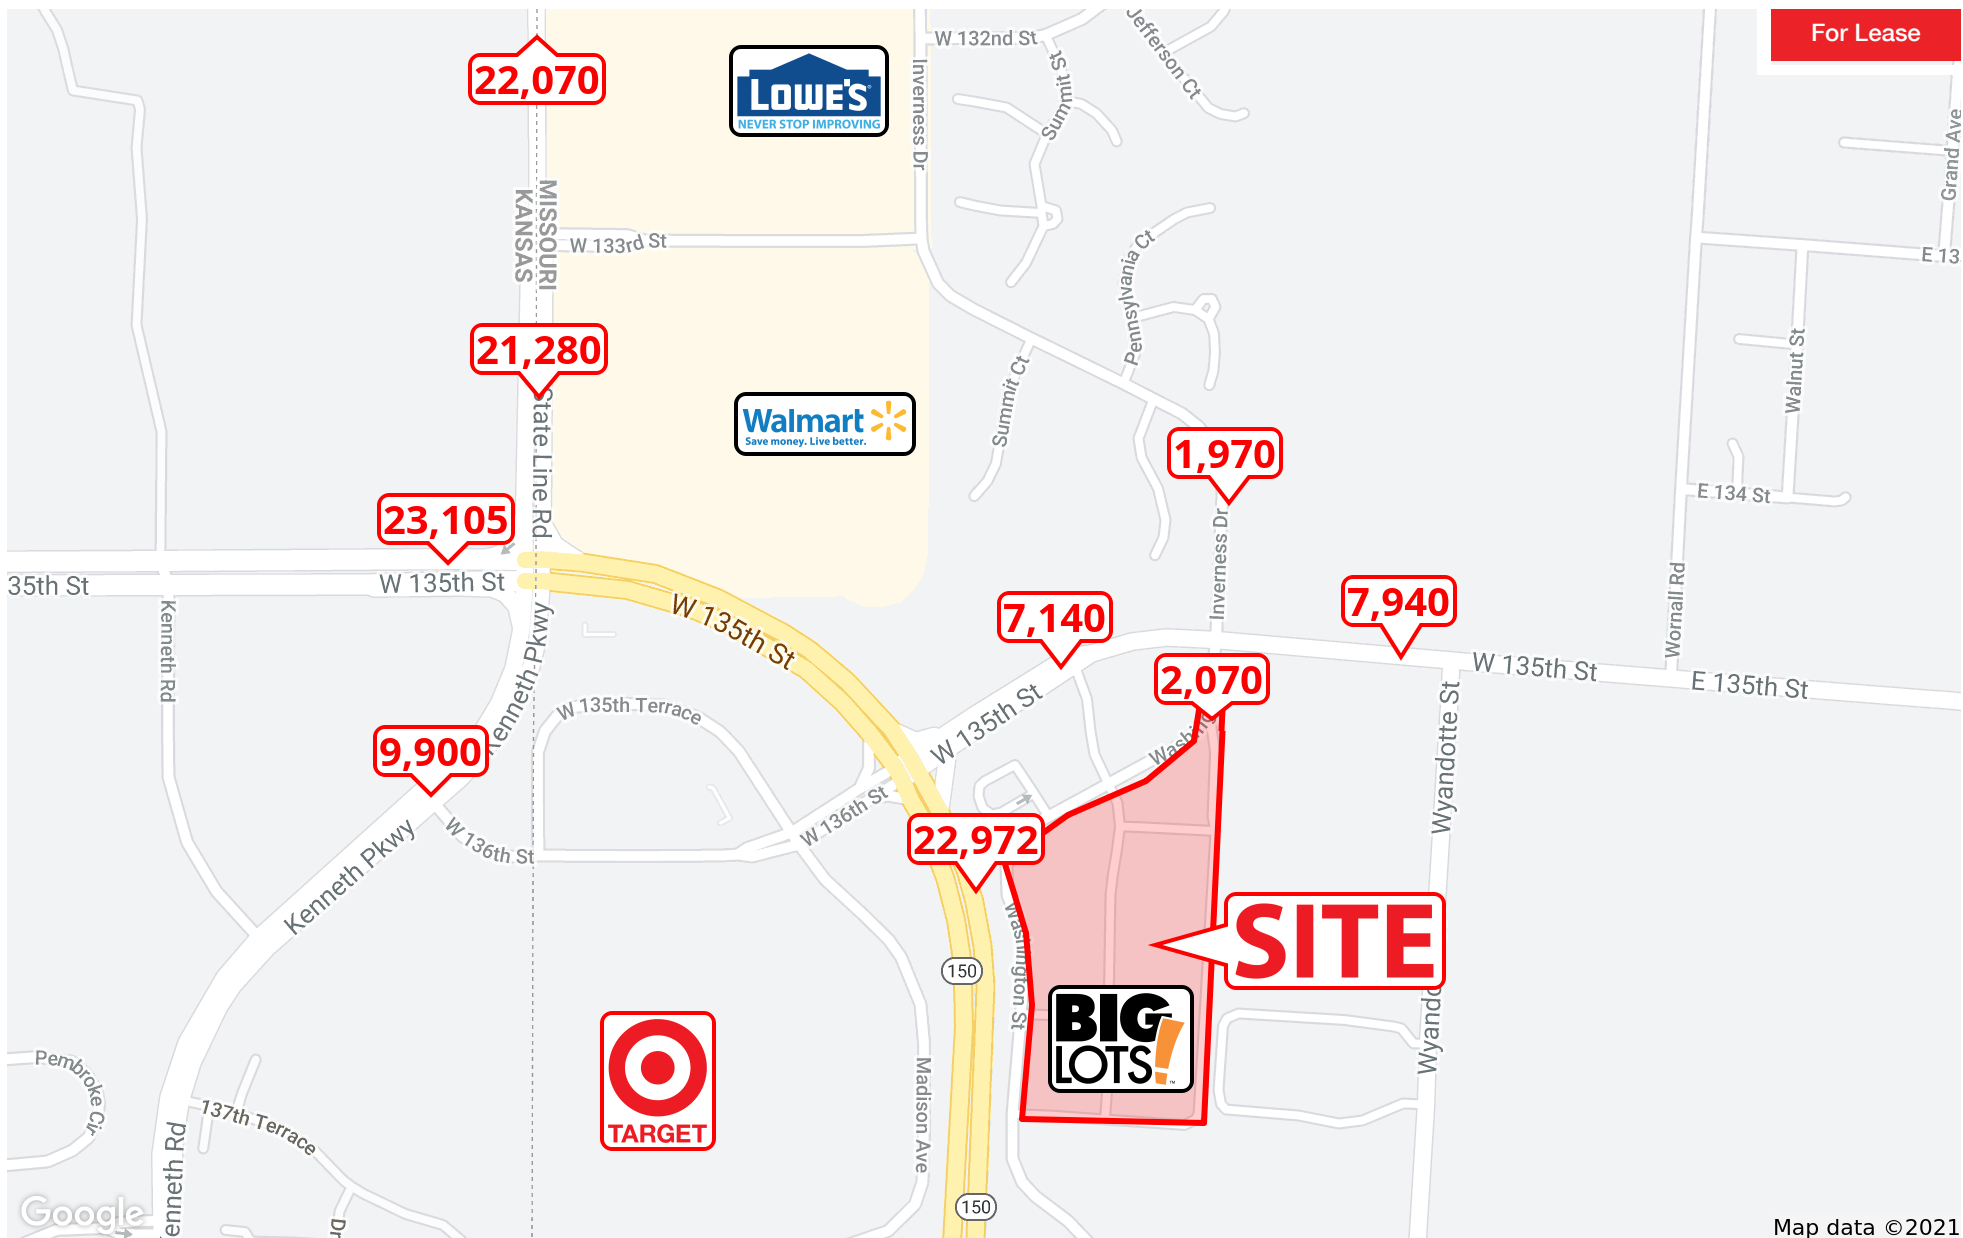 For Lease
W 132nd St
Jefferson Ct
22,070
LOWE'S
NEVER STOP IMPROVING
Inverness Dr
Summit St
Grand Ave
MISSOURI
KANSAS
W 133rd St
Pennsylvania Ct
E 13
21,280
State Line Rd
Walmart
Save money. Live better.
Summit Ct
Walnut St
1,970
E 134 St
23,105
Inverness Dr
35th St
W 135th St
W 135th St
7,140
7,940
Wornall Rd
Kenneth Rd
Kenneth Pkwy
2,070
W 135th St
E 135th St
W 135th Terrace
W 135th St
Washing
Wyandotte St
9,900
W 136th St
W 136th St
22,972
Kenneth Pkwy
Washington St
SITE
150
BIG
LOTS!
™
Wyando
TARGET
Madison Ave
Pembroke Cir
137th Terrace
enneth Rd
150
Dr
Google
Map data ©2021